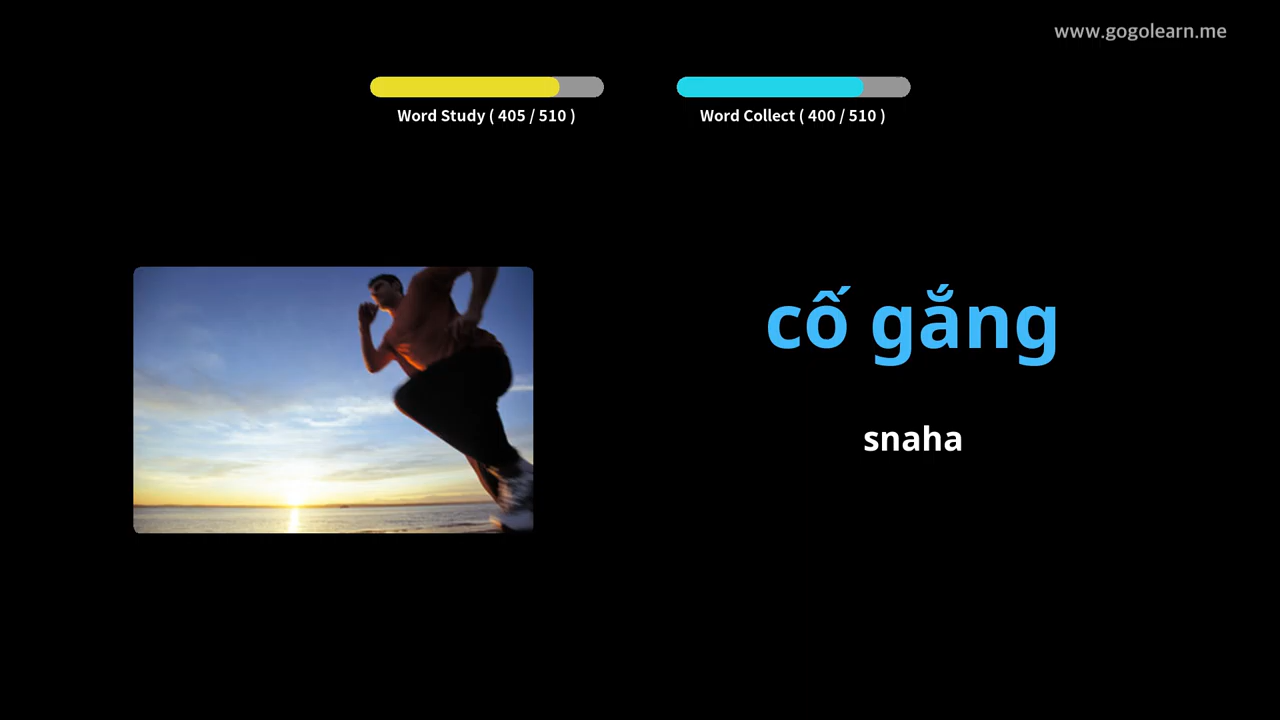 www.gogolearn.me
Word Study ( 405 / 510 )
Word Collect ( 400 / 510 )
cố gắng
snaha